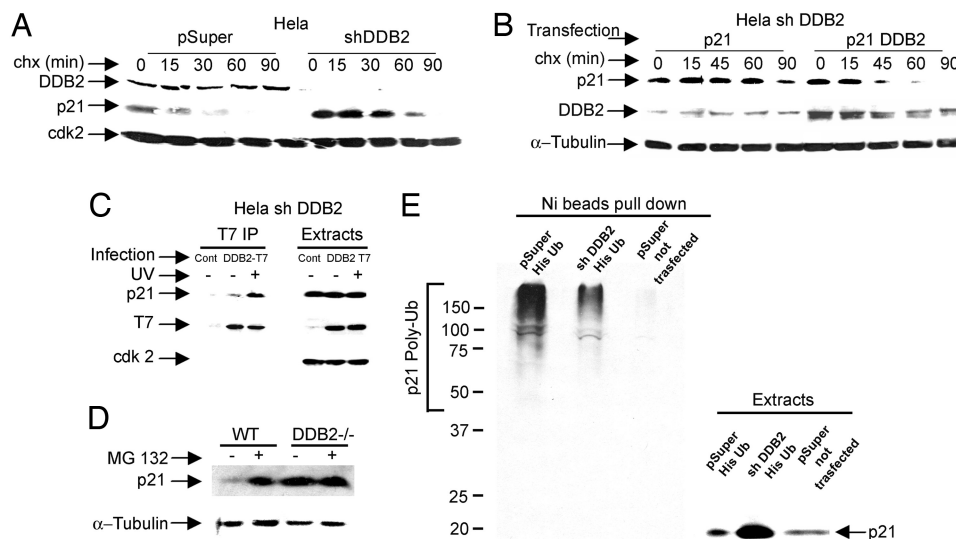 A
Hela
pSuper shDDB2
chx (min) 0 15 30 60 90 0 15 30 60 90
DDB2
p21
cdk2
B
Hela sh DDB2
Transfection
p21 p21 DDB2
chx (min) 0 15 45 60 90 0 15 45 60 90
p21
DDB2
α–Tubulin
C
Hela sh DDB2
T7 IP Extracts
Infection Cont DDB2-T7 Cont DDB2 T7
UV - - + - - +
p21
T7
cdk 2
D
WT DDB2-/-
MG 132 - + - +
p21
α–Tubulin
E
Ni beads pull down
pSuper
His Ub
sh DDB2
His Ub
pSuper
not
trasfected
p21 Poly-Ub
150
100
75
50
37
25
20
Extracts
pSuper
His Ub
sh DDB2
His Ub
pSuper
not
trasfected
p21